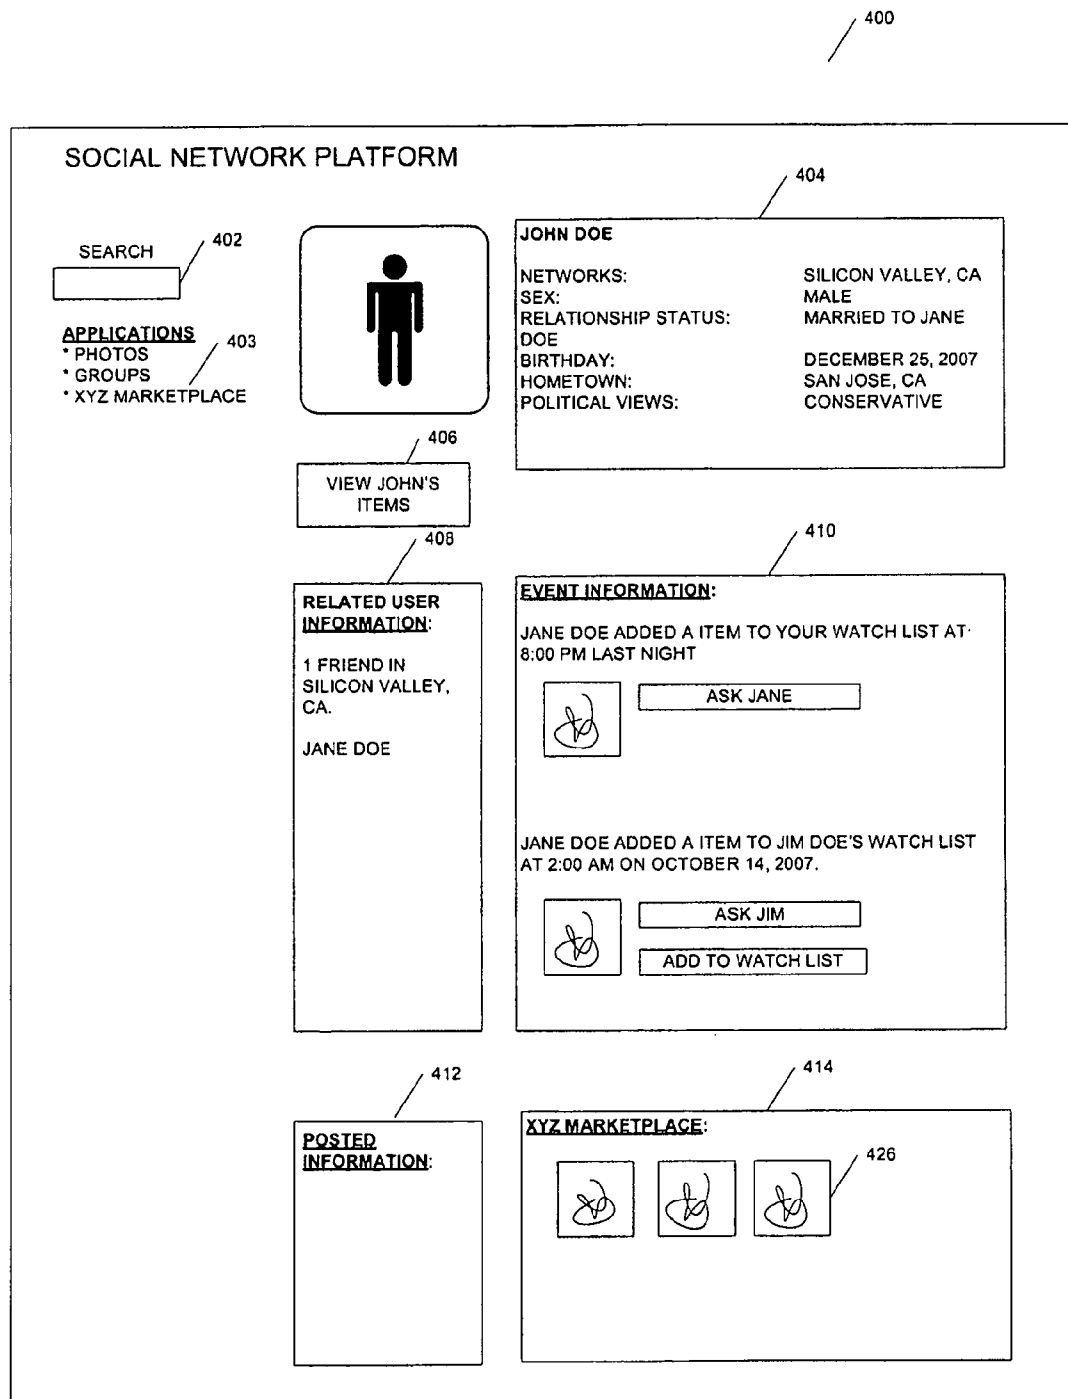 400
SOCIAL NETWORK PLATFORM
404
402
SEARCH
APPLICATIONS
* PHOTOS
* GROUPS
* XYZ MARKETPLACE
403
JOHN DOE
NETWORKS: SILICON VALLEY, CA
SEX: MALE
RELATIONSHIP STATUS: MARRIED TO JANE
DOE
BIRTHDAY: DECEMBER 25, 2007
HOMETOWN: SAN JOSE, CA
POLITICAL VIEWS: CONSERVATIVE
406
VIEW JOHN'S
ITEMS
408
RELATED USER
INFORMATION:
1 FRIEND IN
SILICON VALLEY,
CA.
JANE DOE
410
EVENT INFORMATION:
JANE DOE ADDED A ITEM TO YOUR WATCH LIST AT
8:00 PM LAST NIGHT
ASK JANE
JANE DOE ADDED A ITEM TO JIM DOE'S WATCH LIST
AT 2:00 AM ON OCTOBER 14, 2007.
ASK JIM
ADD TO WATCH LIST
412
POSTED
INFORMATION:
414
XYZ MARKETPLACE:
426